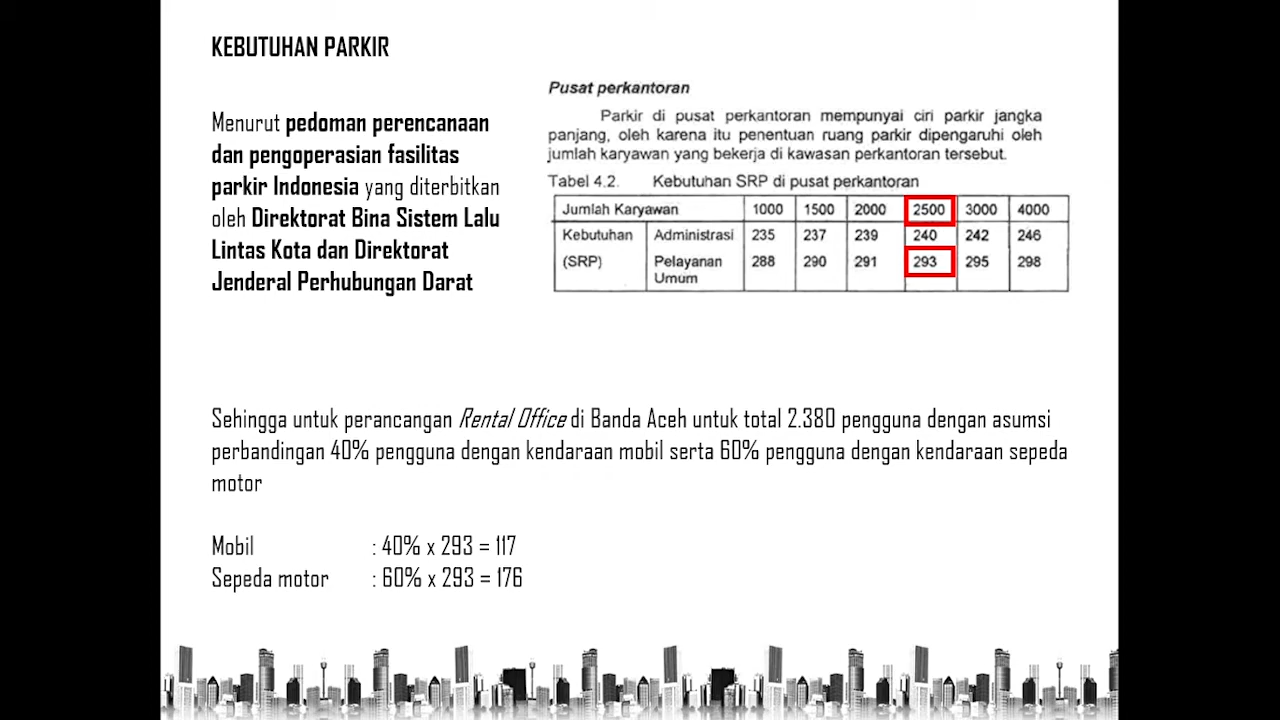 KEBUTUHAN PARKIR
Menurut pedoman perencanaan
dan pengoperasian fasilitas
parkir Indonesia yang diterbitkan
oleh Direktorat Bina Sistem Lalu
Lintas Kota dan Direktorat
Jenderal Perhubungan Darat
Pusat perkantoran
Parkir di pusat perkantoran mempunyai ciri parkir jangka
panjang, oleh karena itu penentuan ruang parkir dipengaruhi oleh
jumlah karyawan yang bekerja di kawasan perkantoran tersebut.
Tabel 4.2. Kebutuhan SRP di pusat perkantoran
Jumlah Karyawan 1000 1500 2000 2500 3000 4000
Kebutuhan Administrasi 235 237 239 240 242 246
(SRP) Pelayanan 288 290 291 293 295 298
Umum
Sehingga untuk perancangan Rental Office di Banda Aceh untuk total 2.380 pengguna dengan asumsi
perbandingan 40% pengguna dengan kendaraan mobil serta 60% pengguna dengan kendaraan sepeda
motor
Mobil : 40% x 293 = 117
Sepeda motor : 60% x 293 = 176